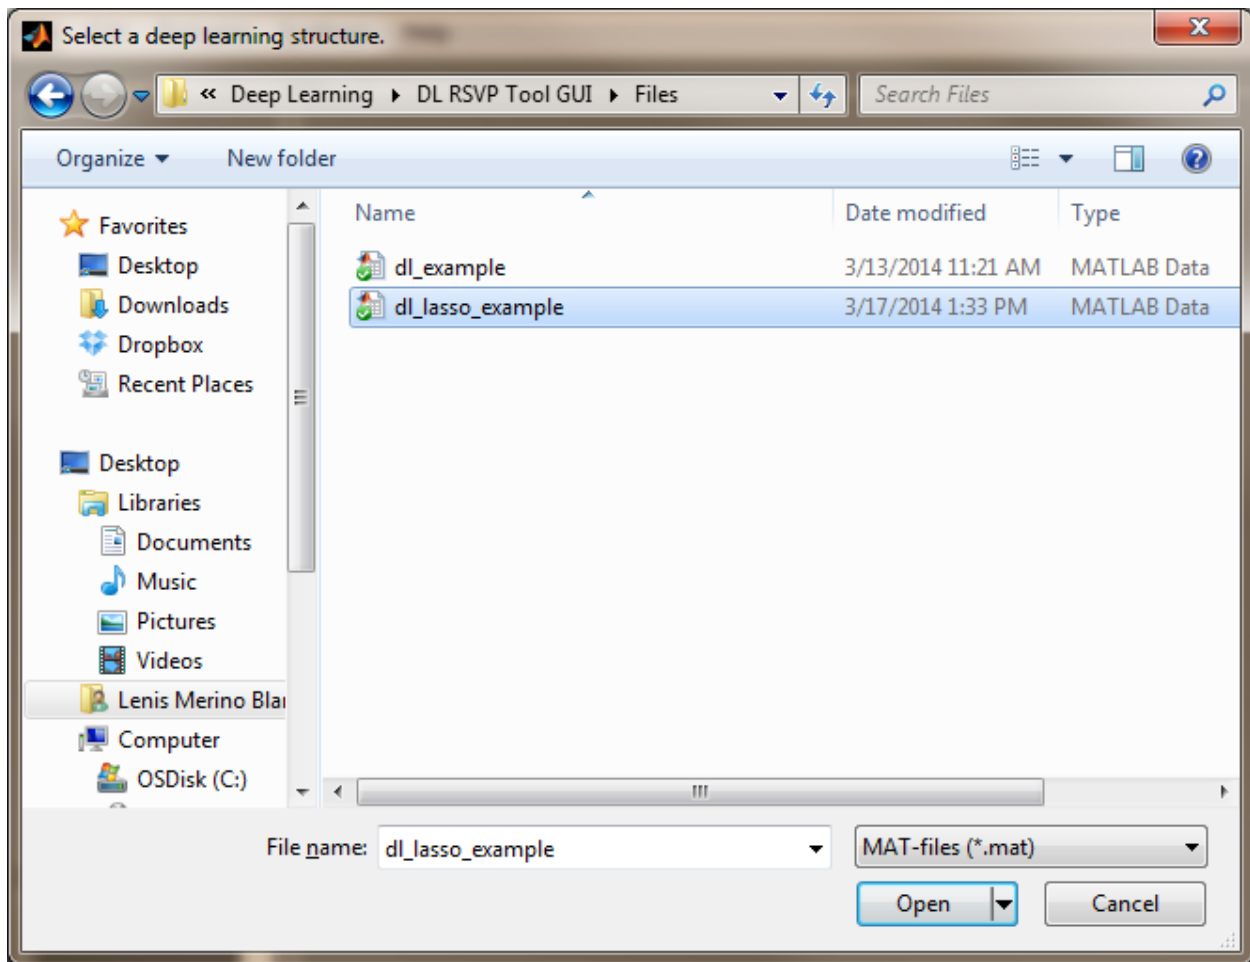 Select a deep learning structure.
« Deep Learning ▸ DL RSVP Tool GUI ▸ Files
Search Files
Organize New folder
Name Date modified Type
dl_example 3/13/2014 11:21 AM MATLAB Data
dl_lasso_example 3/17/2014 1:33 PM MATLAB Data
Favorites
Desktop
Downloads
Dropbox
Recent Places
Desktop
Libraries
Documents
Music
Pictures
Videos
Lenis Merino Bla
Computer
OSDisk (C:)
File name: dl_lasso_example
MAT-files (*.mat)
Open Cancel